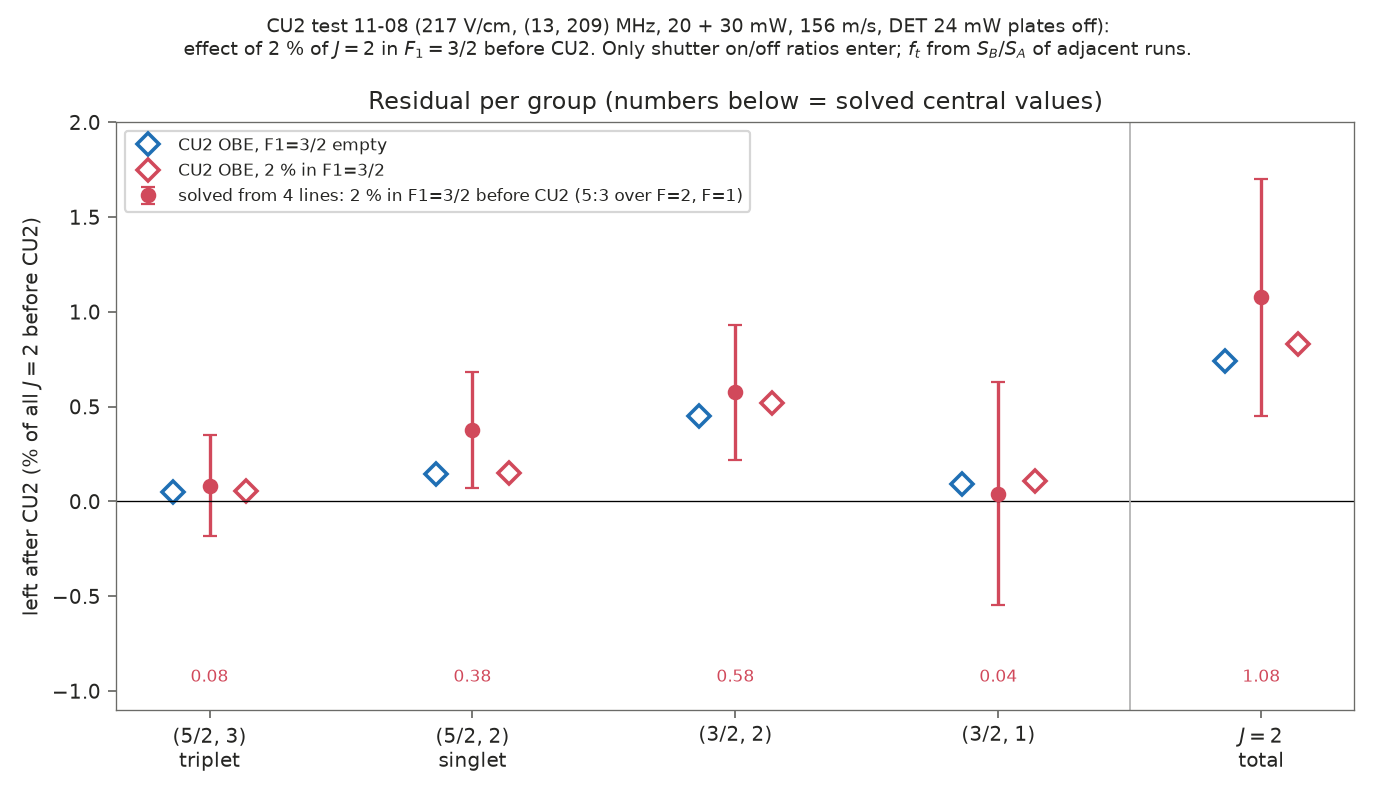 CU2 test 11-08 (217 V/cm, (13, 209) MHz, 20 + 30 mW, 156 m/s, DET 24 mW plates off):
effect of 2 % of J = 2 in F₁ = 3/2 before CU2. Only shutter on/off ratios enter; fₜ from S_B/S_A of adjacent runs.
Residual per group (numbers below = solved central values)
CU2 OBE, F1=3/2 empty
CU2 OBE, 2 % in F1=3/2
solved from 4 lines: 2 % in F1=3/2 before CU2 (5:3 over F=2, F=1)
left after CU2 (% of all J = 2 before CU2)
2.0
1.5
1.0
0.5
0.0
−0.5
−1.0
0.08 0.38 0.58 0.04 1.08
(5/2, 3) (5/2, 2) (3/2, 2) (3/2, 1) J = 2
triplet singlet total